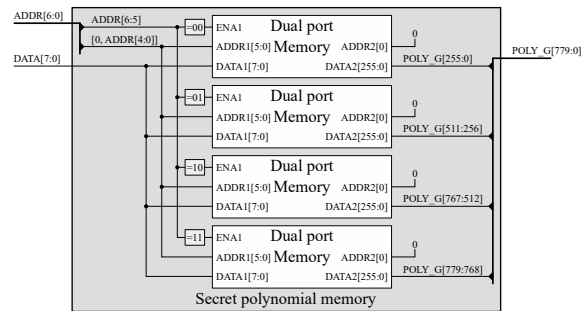 ADDR[6:0]
ADDR[6:5]
[0, ADDR[4:0]]
DATA[7:0]
=00
ENA1
Dual port
Memory
ADDR1[5:0]
ADDR2[0]
0
DATA1[7:0]
DATA2[255:0]
POLY_G[255:0]
POLY_G[779:0]
=01
ENA1
Dual port
Memory
ADDR1[5:0]
ADDR2[0]
0
DATA1[7:0]
DATA2[255:0]
POLY_G[511:256]
=10
ENA1
Dual port
Memory
ADDR1[5:0]
ADDR2[0]
0
DATA1[7:0]
DATA2[255:0]
POLY_G[767:512]
=11
ENA1
Dual port
Memory
ADDR1[5:0]
ADDR2[0]
0
DATA1[7:0]
DATA2[255:0]
POLY_G[779:768]
Secret polynomial memory